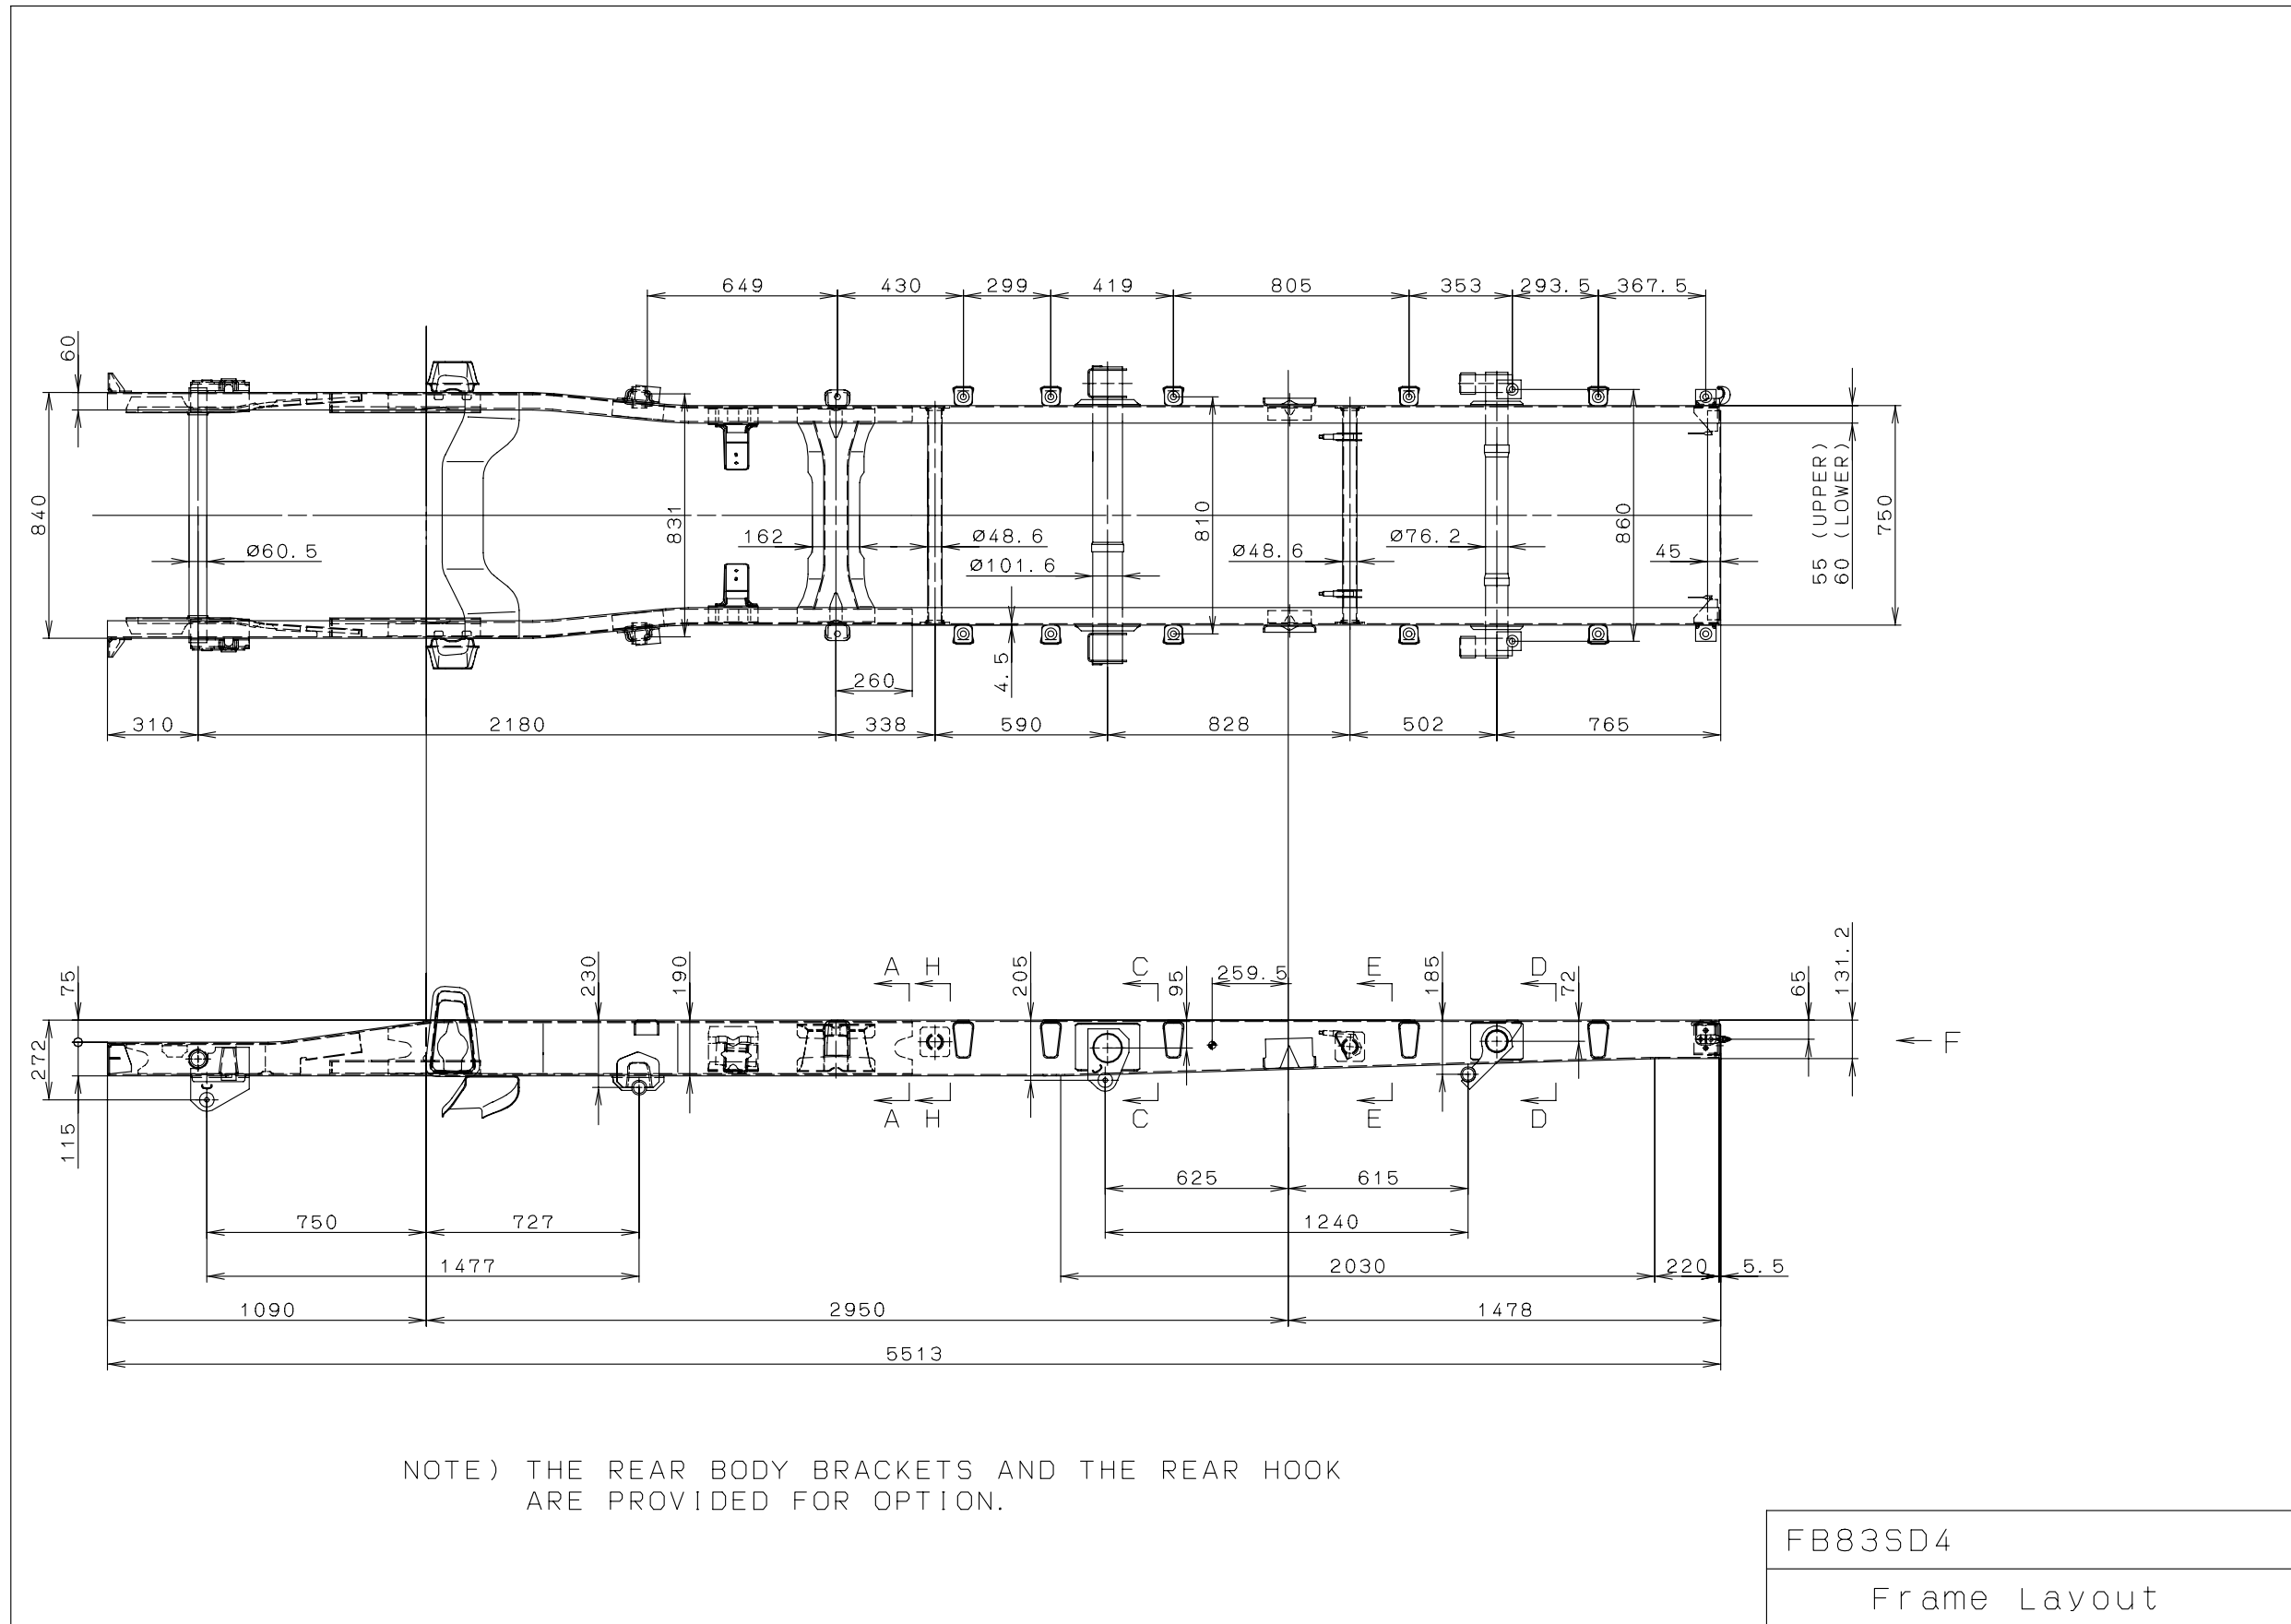 649 430 299 419 805 353 293.5 367.5
60
840
Ø60.5
831
162
Ø48.6
Ø101.6
810
Ø48.6
Ø76.2
860
45
55 (UPPER)
60 (LOWER)
750
4.5
260
310 2180 338 590 828 502 765
75
272
115
230
190
A H
205
C
95
259.5
E
185
D
72
65
131.2
F
A H C E D
625 615
750 727 1240
1477 2030 220 5.5
1090 2950 1478
5513
NOTE) THE REAR BODY BRACKETS AND THE REAR HOOK
ARE PROVIDED FOR OPTION.
FB83SD4
Frame Layout